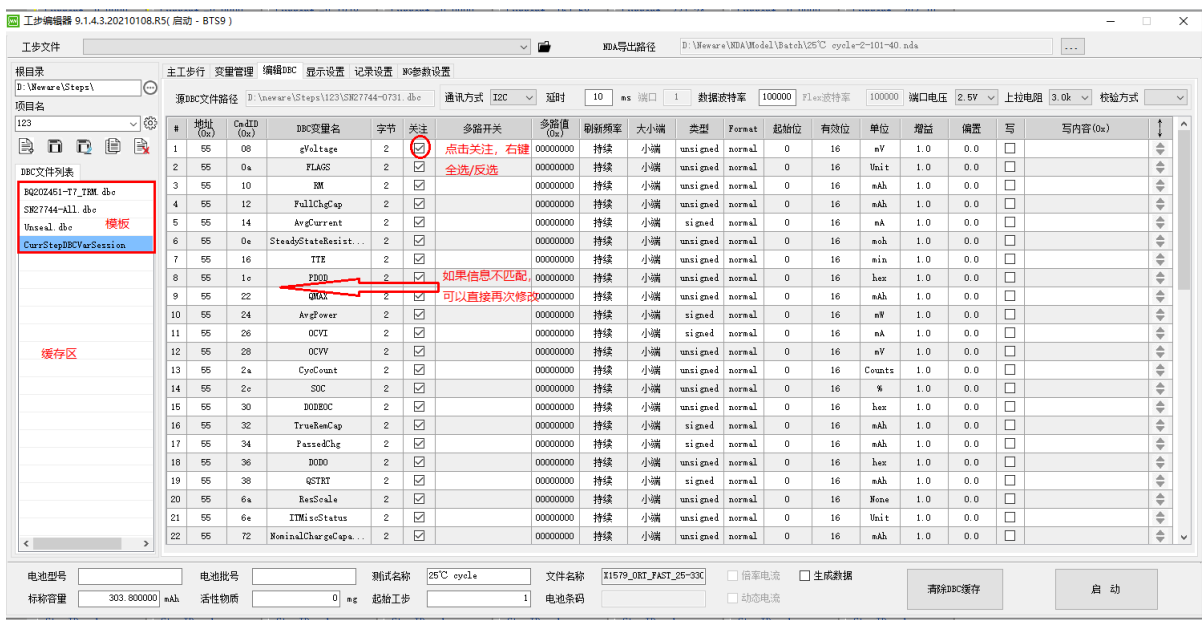 工步编辑器 9.1.4.3.20210108.R5( 启动 - BTS9 )
工步文件 NDA导出路径 D:\Neware\NDA\Model\Batch\25℃ cycle-2-101-40.nda ...
根目录
D:\Neware\Steps\
项目名
123
DBC文件列表
BQ20Z451-T7_TRM.dbc
SN27744-All.dbc
Unseal.dbc
模板
CurrStepDBCVarSession
缓存区
主工步行 变量管理 编辑DBC 显示设置 记录设置 NG参数设置
源DBC文件路径 D:\neware\Steps\123\SN27744-0731.dbc 通讯方式 I2C 延时 10 ms 端口 1 数据波特率 100000 Flex波特率 100000 端口电压 2.5V 上拉电阻 3.0k 校验方式
# 地址(0x) CmdID(0x) DBC变量名 字节 关注 多路开关 多路值(0x) 刷新频率 大小端 类型 Format 起始位 有效位 单位 增益 偏置 写 写内容(0x)
1 55 08 gVoltage 2 点击关注，右键 00000000 持续 小端 unsigned normal 0 16 mV 1.0 0.0
2 55 0a FLAGS 2 全选/反选 00000000 持续 小端 unsigned normal 0 16 Unit 1.0 0.0
3 55 10 RM 2 00000000 持续 小端 unsigned normal 0 16 mAh 1.0 0.0
4 55 12 FullChgCap 2 00000000 持续 小端 unsigned normal 0 16 mAh 1.0 0.0
5 55 14 AvgCurrent 2 00000000 持续 小端 signed normal 0 16 mA 1.0 0.0
6 55 0e SteadyStateResist... 2 00000000 持续 小端 unsigned normal 0 16 moh 1.0 0.0
7 55 16 TTE 2 00000000 持续 小端 unsigned normal 0 16 min 1.0 0.0
8 55 1c PDOD 2 如果信息不匹配， 00000000 持续 小端 unsigned normal 0 16 hex 1.0 0.0
9 55 22 QMAX 2 可以直接再次修改 00000000 持续 小端 unsigned normal 0 16 mAh 1.0 0.0
10 55 24 AvgPower 2 00000000 持续 小端 signed normal 0 16 mW 1.0 0.0
11 55 26 OCVI 2 00000000 持续 小端 signed normal 0 16 mA 1.0 0.0
12 55 28 OCVV 2 00000000 持续 小端 unsigned normal 0 16 mV 1.0 0.0
13 55 2a CycCount 2 00000000 持续 小端 unsigned normal 0 16 Counts 1.0 0.0
14 55 2c SOC 2 00000000 持续 小端 unsigned normal 0 16 % 1.0 0.0
15 55 30 DODEOC 2 00000000 持续 小端 unsigned normal 0 16 hex 1.0 0.0
16 55 32 TrueRemCap 2 00000000 持续 小端 signed normal 0 16 mAh 1.0 0.0
17 55 34 PassedChg 2 00000000 持续 小端 signed normal 0 16 mAh 1.0 0.0
18 55 36 DOD0 2 00000000 持续 小端 unsigned normal 0 16 hex 1.0 0.0
19 55 38 QSTRT 2 00000000 持续 小端 signed normal 0 16 mAh 1.0 0.0
20 55 6a ResScale 2 00000000 持续 小端 unsigned normal 0 16 None 1.0 0.0
21 55 6e ITMiscStatus 2 00000000 持续 小端 unsigned normal 0 16 Unit 1.0 0.0
22 55 72 NominalChargeCapa... 2 00000000 持续 小端 unsigned normal 0 16 mAh 1.0 0.0
电池型号 电池批号 测试名称 25℃ cycle 文件名称 X1579_ORT_FAST_25-330 倍率电流 生成数据
标称容量 303.800000 mAh 活性物质 0 mg 起始工步 1 电池条码 动态电流
清除DBC缓存 启 动